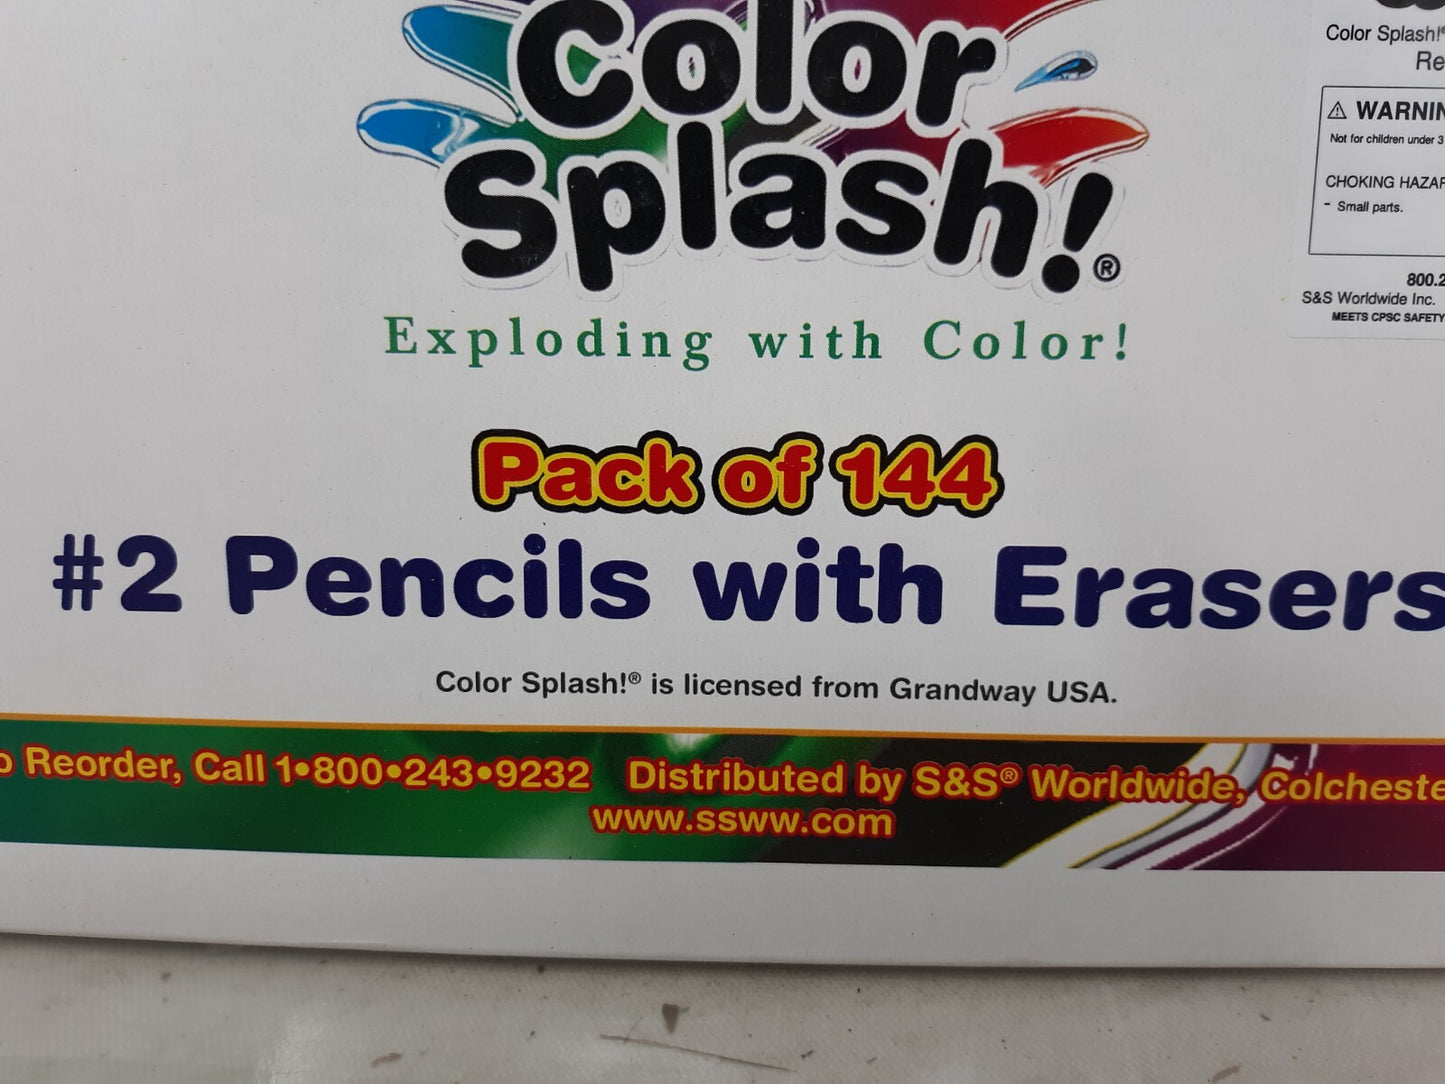 Color
Splash!®
Exploding with Color!
Pack of 144
#2 Pencils with Erasers
Color Splash!® is licensed from Grandway USA.
Reorder, Call 1•800•243•9232 Distributed by S&S® Worldwide,
www.ssww.com
Color Splash!
⚠
Not for children under 3
CHOKING
- Small parts.
S&S Worldwide Inc.
MEETS CPSC SAFETY